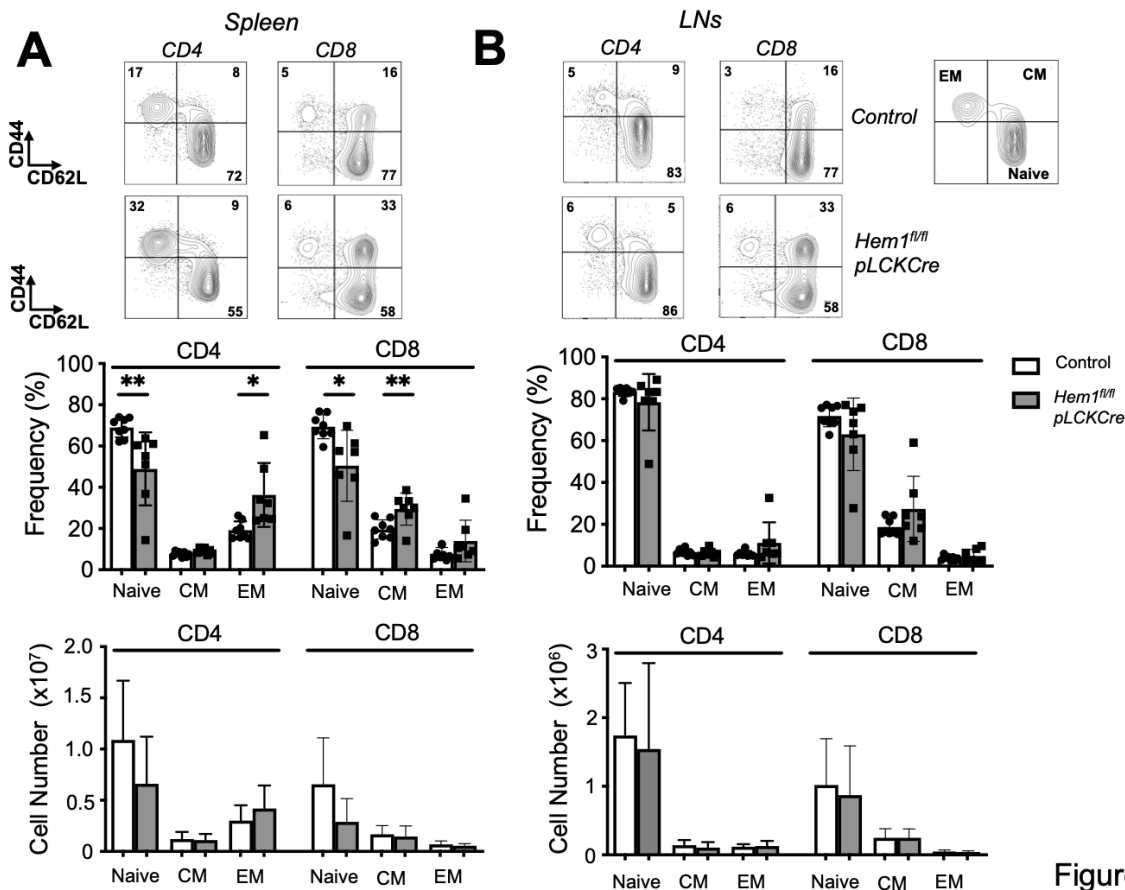 A
Spleen
CD4
CD8
17
8
5
16
72
77
CD44
CD62L
32
9
6
33
55
58
CD44
CD62L
B
LNs
CD4
CD8
5
9
3
16
83
77
Control
EM
CM
Naive
6
5
6
33
86
58
Hem1fl/fl
pLCKCre
CD4
CD8
Frequency (%)
100
80
60
40
20
0
**
*
*
**
Naive
CM
EM
Naive
CM
EM
CD4
CD8
Frequency (%)
100
80
60
40
20
0
Naive
CM
EM
Naive
CM
EM
Control
Hem1fl/fl
pLCKCre
CD4
CD8
Cell Number (x10⁷)
2.0
1.5
1.0
0.5
0
Naive
CM
EM
Naive
CM
EM
CD4
CD8
Cell Number (x10⁶)
3
2
1
0
Naive
CM
EM
Naive
CM
EM
Figure